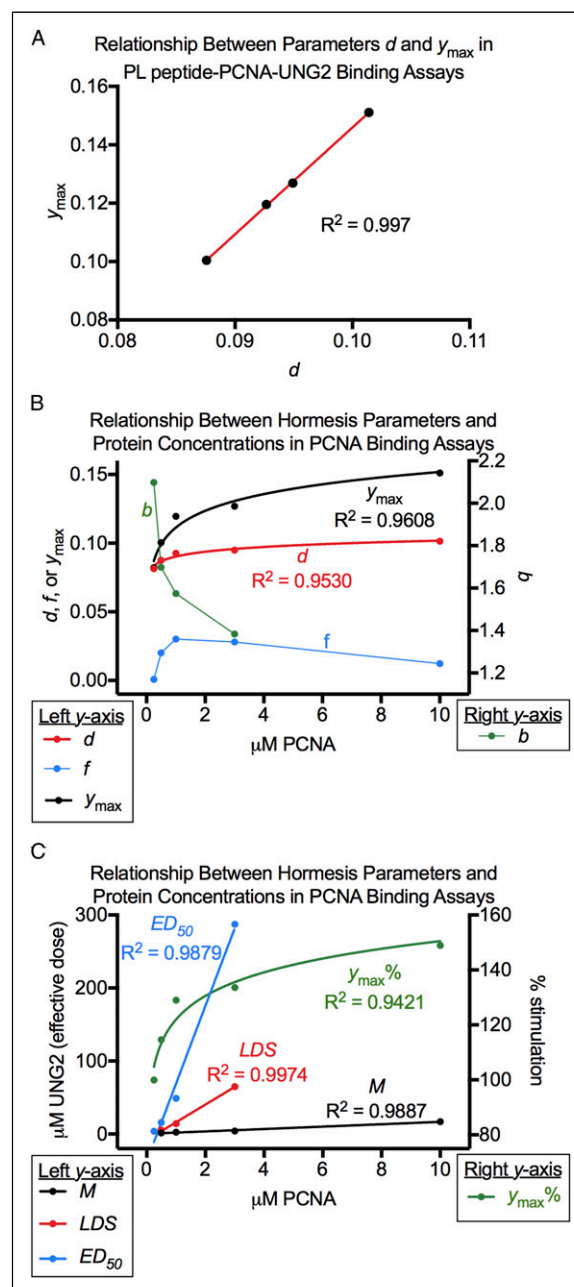 A
Relationship Between Parameters d and ymax in
PL peptide-PCNA-UNG2 Binding Assays
0.16
0.14
0.12
0.10
0.08
ymax
R² = 0.997
0.08
0.09
0.10
0.11
d
B
Relationship Between Hormesis Parameters and
Protein Concentrations in PCNA Binding Assays
0.15
0.10
0.05
0.00
d, f, or ymax
b
ymax
R² = 0.9608
d
R² = 0.9530
f
2.2
2.0
1.8
1.6
1.4
1.2
b
0
2
4
6
8
10
µM PCNA
Left y-axis
d
f
ymax
Right y-axis
b
C
Relationship Between Hormesis Parameters and
Protein Concentrations in PCNA Binding Assays
300
200
100
0
µM UNG2 (effective dose)
ED50
R² = 0.9879
ymax%
R² = 0.9421
LDS
R² = 0.9974
M
R² = 0.9887
160
140
120
100
80
% stimulation
0
2
4
6
8
10
µM PCNA
Left y-axis
M
LDS
ED50
Right y-axis
ymax%